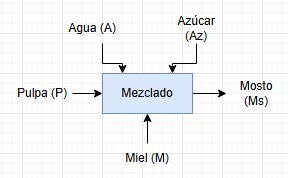 Agua (A)
Azúcar
(Az)
Pulpa (P)
Mezclado
Mosto
(Ms)
Miel (M)